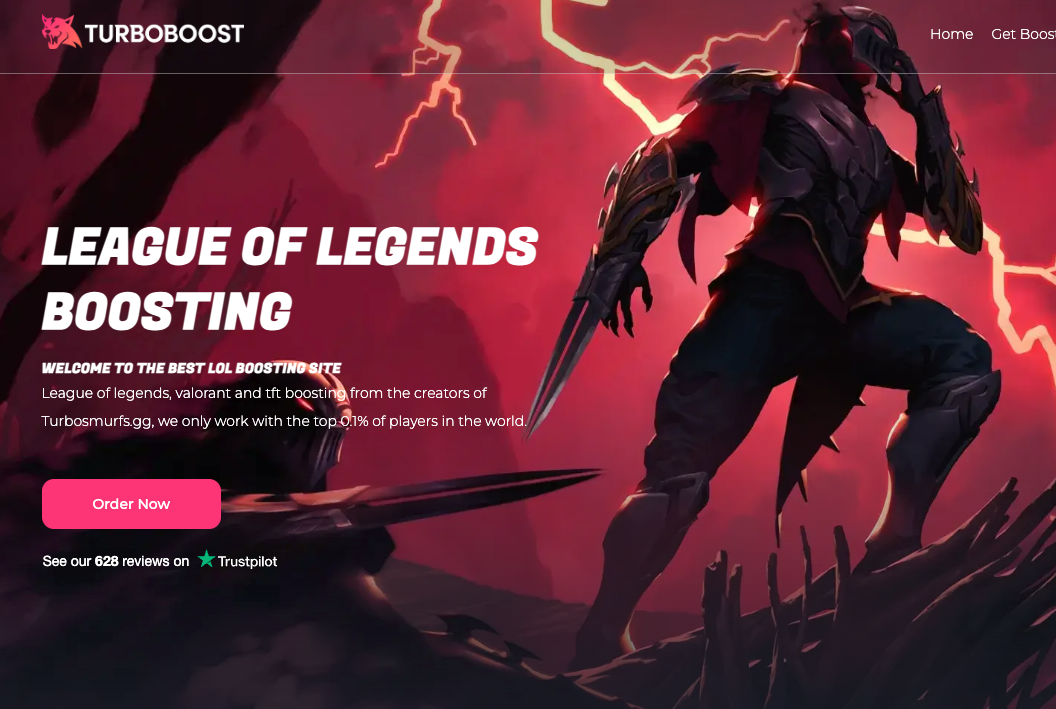 TURBOBOOST
Home
Get Boost
LEAGUE OF LEGENDS
BOOSTING
WELCOME TO THE BEST LOL BOOSTING SITE
League of legends, valorant and tft boosting from the creators of
Turbosmurfs.gg, we only work with the top 0.1% of players in the world.
Order Now
See our 628 reviews on Trustpilot